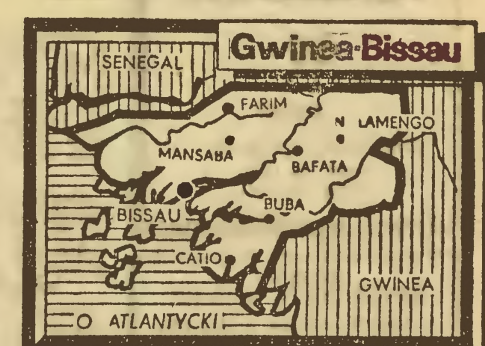 Gwinea-Bissau
SENEGAL
FARIM
N LAMENGO
MANSABA
BAFATA
BISSAU
BUBA
CATIO
GWINEA
O ATLANTYCKI